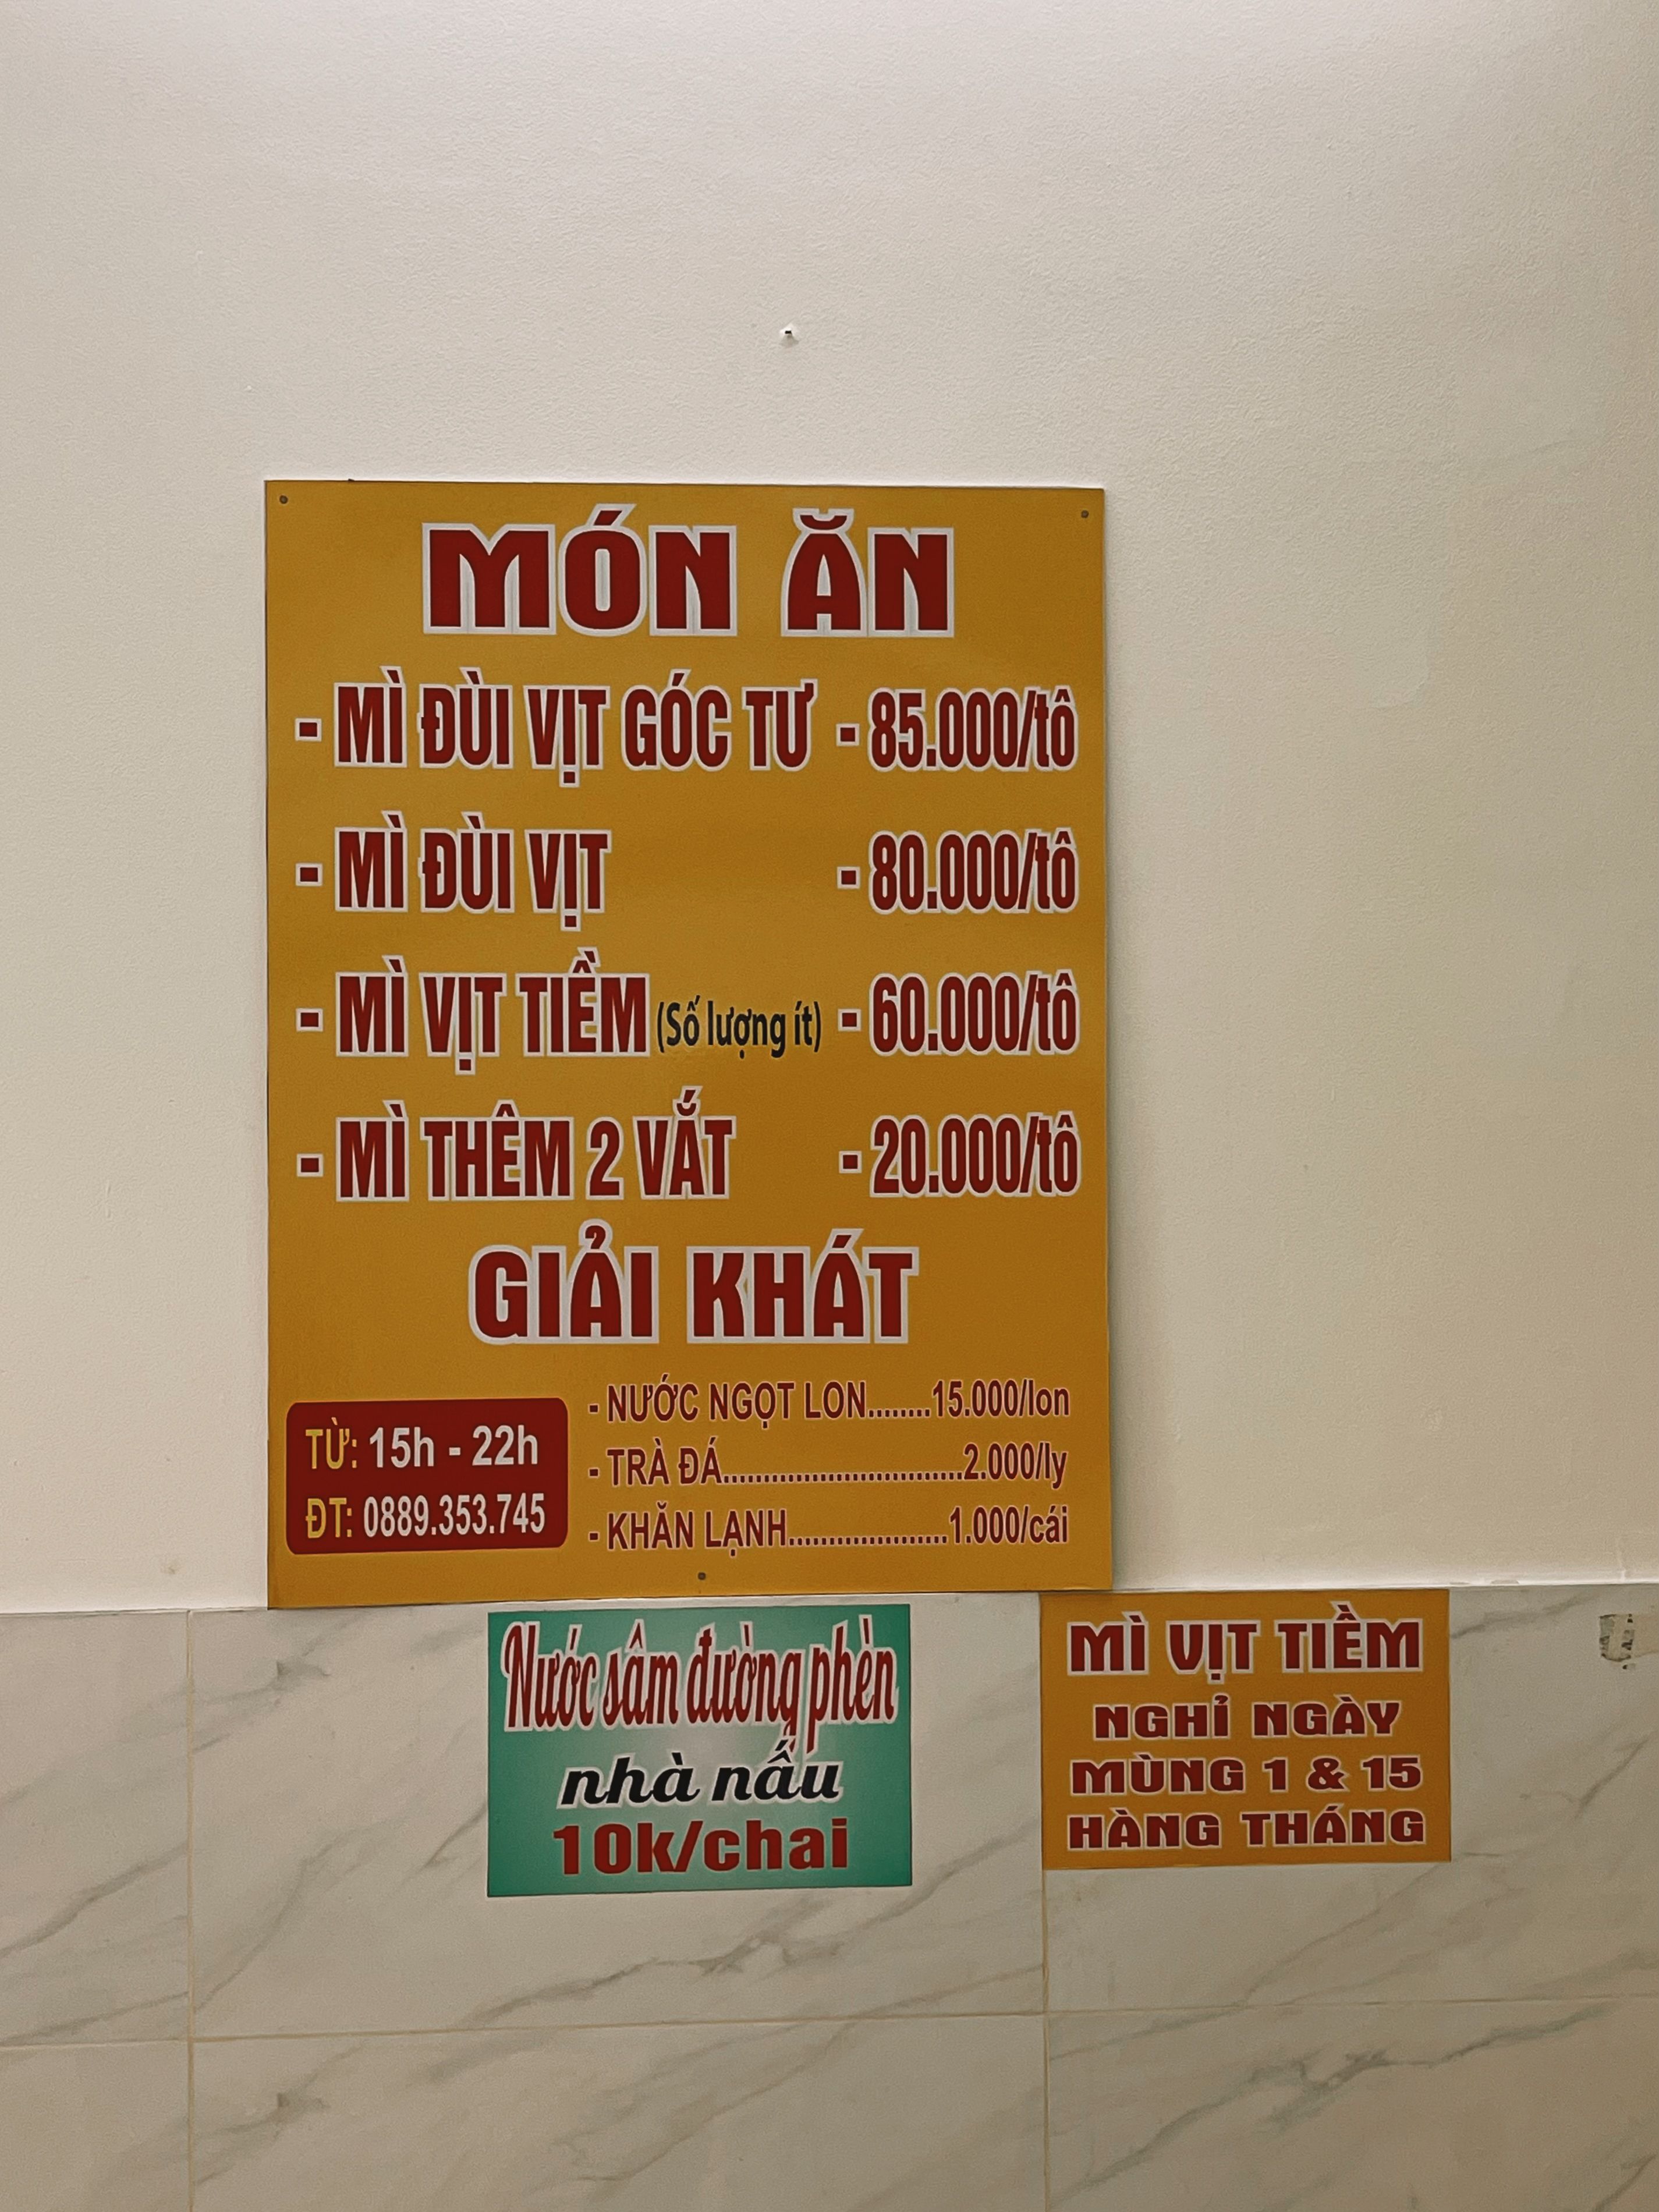 MÓN ĂN
- MÌ ĐÙI VỊT GÓC TƯ - 85.000/tô
- MÌ ĐÙI VỊT - 80.000/tô
- MÌ VỊT TIỀM (Số lượng ít) - 60.000/tô
- MÌ THÊM 2 VẮT - 20.000/tô
GIẢI KHÁT
TỪ: 15h - 22h
ĐT: 0889.353.745
- NƯỚC NGỌT LON........15.000/lon
- TRÀ ĐÁ..............................2.000/ly
- KHĂN LẠNH....................1.000/cái
Nước sâm đường phèn
nhà nấu
10k/chai
MÌ VỊT TIỀM
NGHỈ NGÀY
MÙNG 1 & 15
HÀNG THÁNG